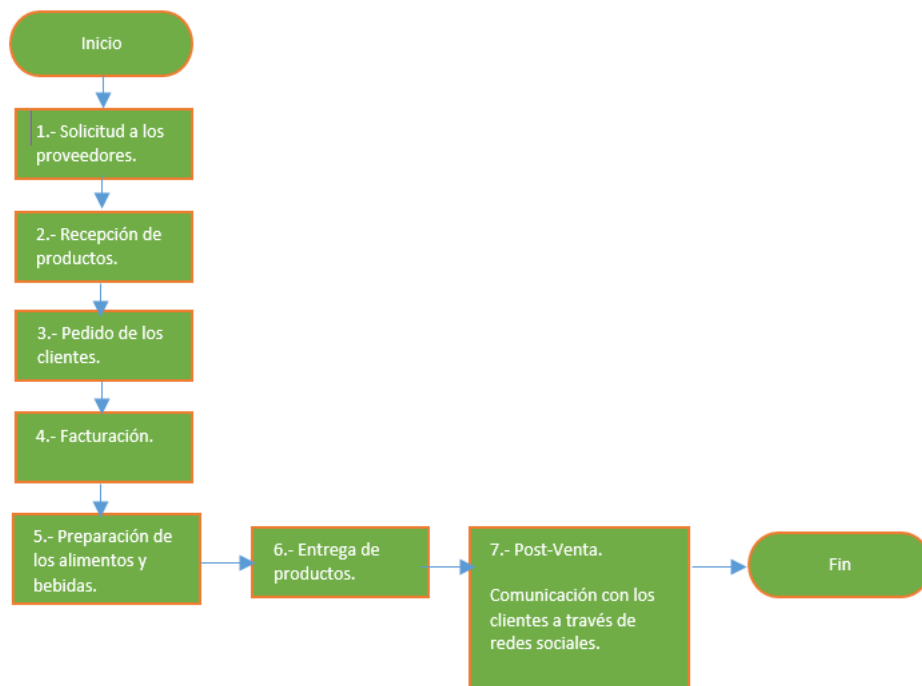 Inicio
1.- Solicitud a los
proveedores.
2.- Recepción de
productos.
3.- Pedido de los
clientes.
4.- Facturación.
5.- Preparación de
los alimentos y
bebidas.
6.- Entrega de
productos.
7.- Post-Venta.
Comunicación con los
clientes a través de
redes sociales.
Fin